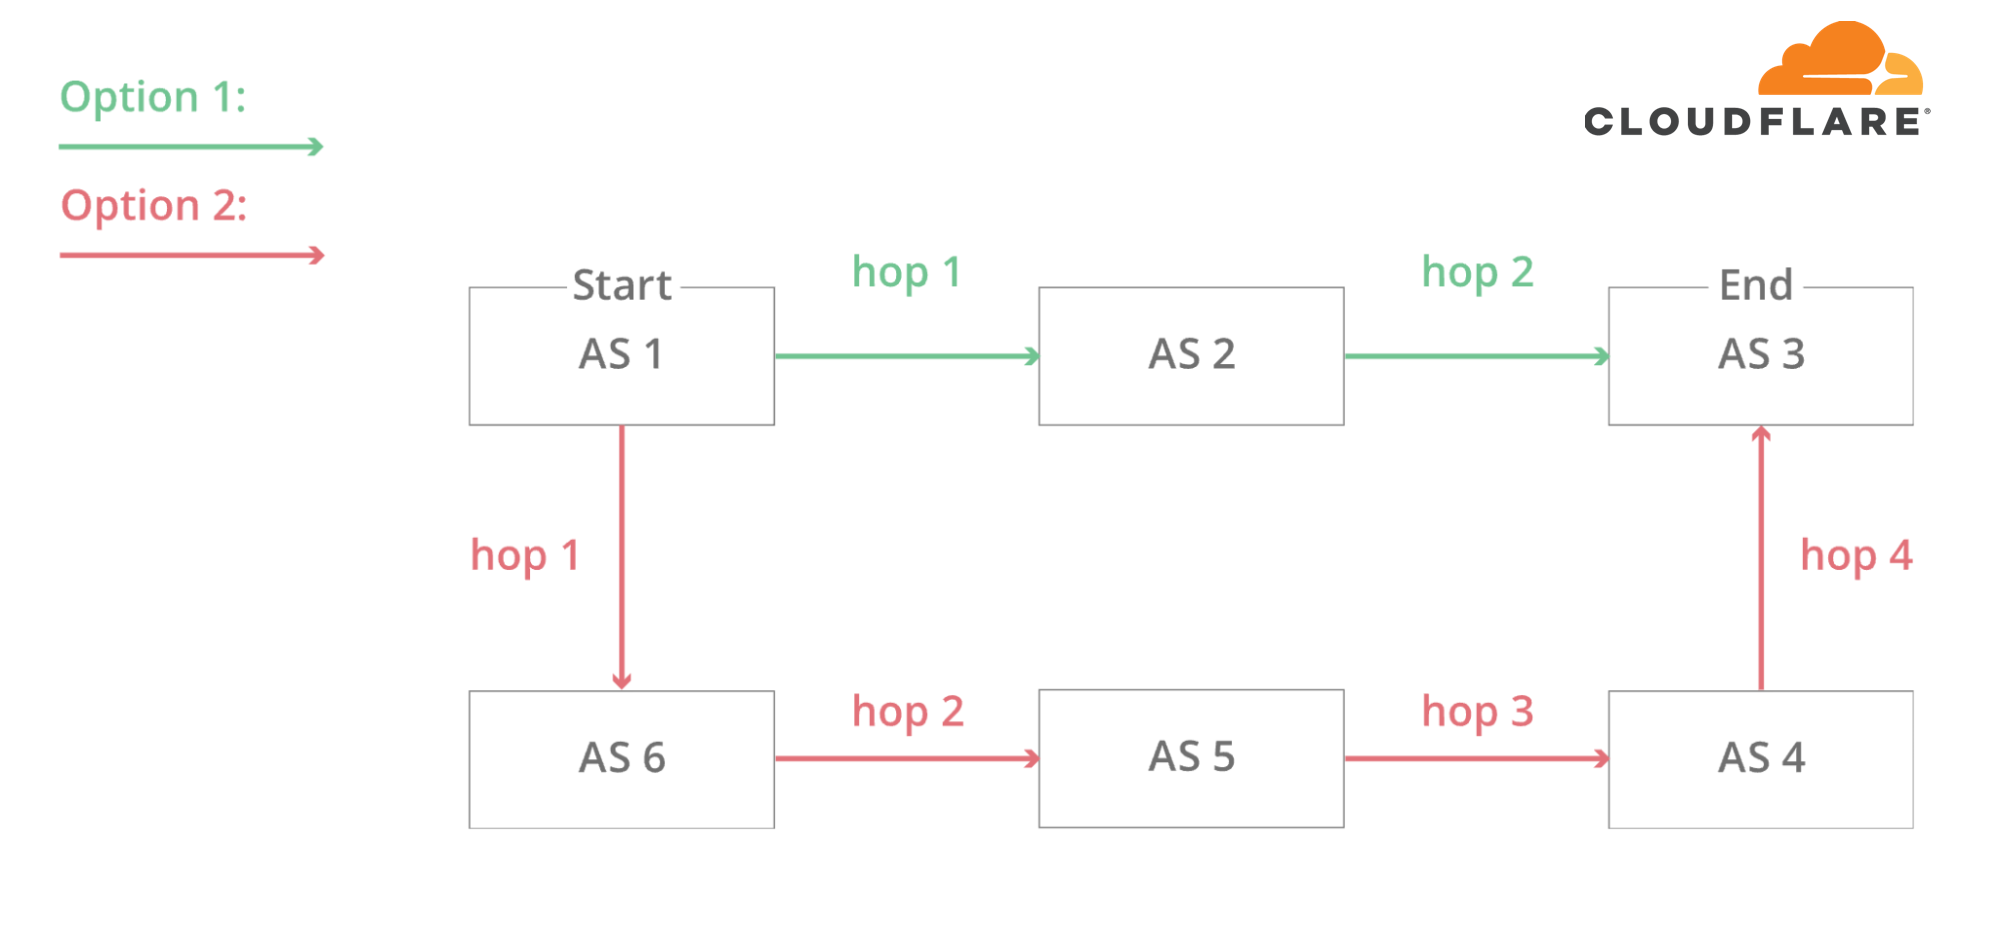 Option 1:
Option 2:
CLOUDFLARE®
Start
AS 1
hop 1
AS 2
hop 2
End
AS 3
hop 1
hop 4
AS 6
hop 2
AS 5
hop 3
AS 4